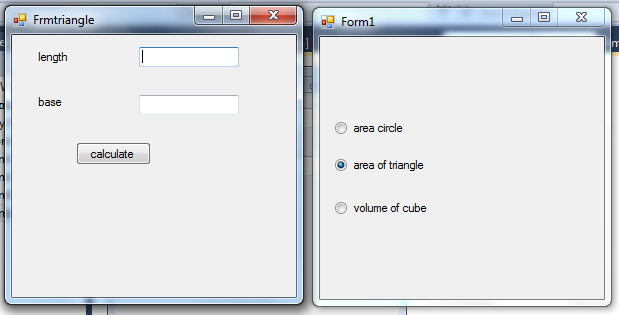 Frmtriangle
length
base
calculate
Form1
area circle
area of triangle
volume of cube